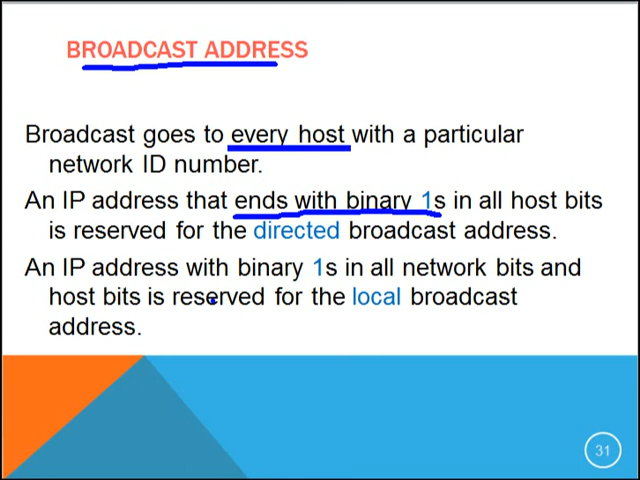 BROADCAST ADDRESS
Broadcast goes to every host with a particular
network ID number.
An IP address that ends with binary 1s in all host bits
is reserved for the directed broadcast address.
An IP address with binary 1s in all network bits and
host bits is reserved for the local broadcast
address.
31